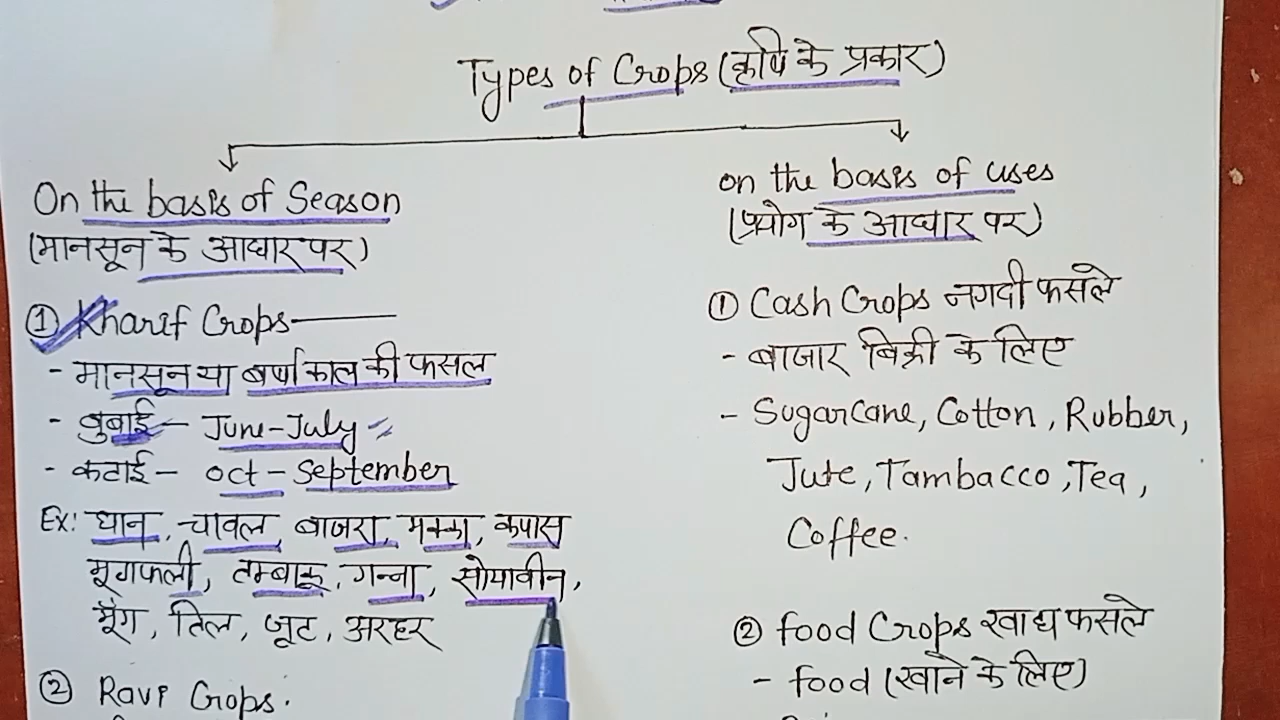 Types of Crops (कृषि के प्रकार)
On the basis of Season
(मानसून के आधार पर)
① Kharif Crops
- मानसून या बर्षा काल की फसल
- बुबाई - June-July
- कटाई - oct - September
Ex: धान, चावल, बाजरा, मक्का, कपास
मूगफली, तम्बाकू, गन्ना, सोयावीन,
मूँग, तिल, जूट, अरहर
② Ravi Crops.
on the basis of uses
(प्रयोग के आधार पर)
① Cash Crops नगदी फसले
- बाजार बिक्री के लिए
- Sugarcane, Cotton, Rubber,
Jute, Tambacco, Tea,
Coffee.
② food Crops खाद्य फसले
- food (खाने के लिए)